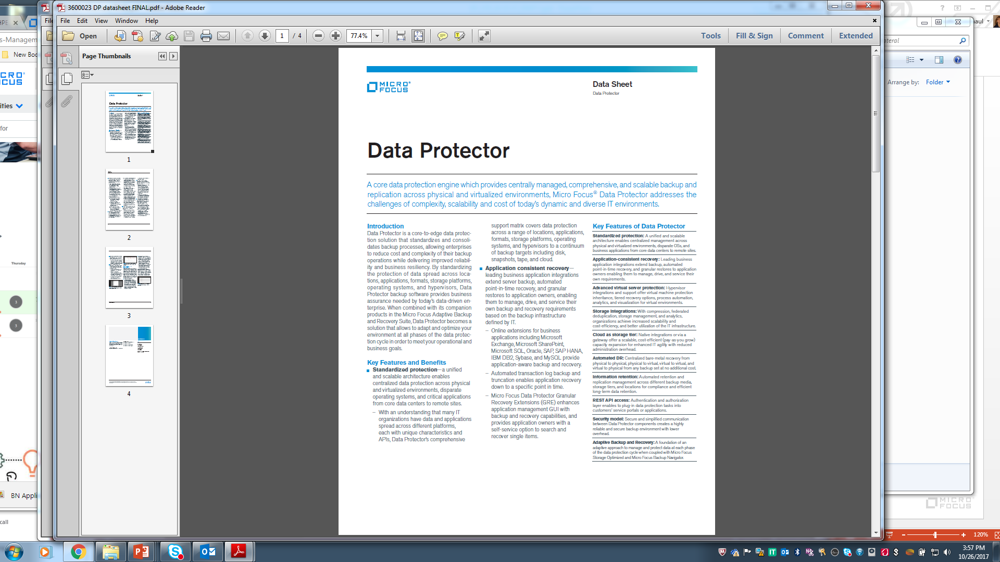 3600023 DP datasheet FINAL.pdf - Adobe Reader
File Edit View Window Help
Open
1 / 4
77.4%
Tools Fill & Sign Comment Extended
Page Thumbnails
1
2
3
4
MICRO
FOCUS
Data Sheet
Data Protector
Data Protector
A core data protection engine which provides centrally managed, comprehensive, and scalable backup and
replication across physical and virtualized environments, Micro Focus® Data Protector addresses the
challenges of complexity, scalability and cost of today's dynamic and diverse IT environments.
Introduction
Data Protector is a core-to-edge data protec-
tion solution that standardizes and consoli-
dates backup processes, allowing enterprises
to reduce cost and complexity of their backup
operations while delivering improved reliabil-
ity and business resiliency. By standardizing
the protection of data spread across loca-
tions, applications, formats, storage platforms,
operating systems, and hypervisors, Data
Protector backup software provides business
assurance needed by today's data-driven en-
terprise. When combined with its companion
products in the Micro Focus Adaptive Backup
and Recovery Suite, Data Protector becomes a
solution that allows to adapt and optimize your
environment at all phases of the data protec-
tion cycle in order to meet your operational and
business goals.
Key Features and Benefits
Standardized protection—a unified
and scalable architecture enables
centralized data protection across physical
and virtualized environments, disparate
operating systems, and critical applications
from core data centers to remote sites.
– With an understanding that many IT
organizations have data and applications
spread across different platforms,
each with unique characteristics and
APIs, Data Protector's comprehensive
support matrix covers data protection
across a range of locations, applications,
formats, storage platforms, operating
systems, and hypervisors to a continuum
of backup targets including disk,
snapshots, tape, and cloud.
Application consistent recovery—
leading business application integrations
extend server backup, automated
point-in-time recovery, and granular
restores to application owners, enabling
them to manage, drive, and service their
own backup and recovery requirements
based on the backup infrastructure
defined by IT.
– Online extensions for business
applications including Microsoft
Exchange, Microsoft SharePoint,
Microsoft SQL, Oracle, SAP, SAP HANA,
IBM DB2, Sybase, and MySQL provide
application-aware backup and recovery.
– Automated transaction log backup and
truncation enables application recovery
down to a specific point in time.
– Micro Focus Data Protector Granular
Recovery Extensions (GRE) enhances
application management GUI with
backup and recovery capabilities, and
provides application owners with a
self-service option to search and
recover single items.
Key Features of Data Protector
Standardized protection: A unified and scalable
architecture enables centralized management across
physical and virtualized environments, disparate OSs, and
business applications from core data centers to remote sites.
Application-consistent recovery: Leading business
application integrations extend backup, automated
point-in-time recovery, and granular restores to application
owners enabling them to manage, drive, and service their
own requirements.
Advanced virtual server protection: Hypervisor
integrations and support offer virtual machine protection
inheritance, tiered recovery options, process automation,
analytics, and visualization for virtual environments.
Storage Integrations: With compression, federated
deduplication, storage management, and analytics,
organizations achieve increased scalability and
cost-efficiency, and better utilization of the IT infrastructure.
Cloud as storage tier: Native integrations or via a
gateway offer a scalable, cost-efficient (pay-as-you grow)
capacity expansion for enhanced IT agility with reduced
administration overhead.
Automated DR: Centralized bare-metal recovery from
physical to physical, physical to virtual, virtual to virtual, and
virtual to physical from any backup set at no additional cost.
Information retention: Automated retention and
replication management across different backup media,
storage tiers, and locations for compliance and efficient
long-term data retention.
REST API access: Authentication and authorization
layer enables to plug-in data protection tasks into
customers' service portals or applications.
Security model: Secure and simplified communication
between Data Protector components creates a highly
reliable and secure backup environment with lower
overhead.
Adaptive Backup and Recovery: A foundation of an
adaptive approach to manage and protect data at each phase
of the data protection cycle when coupled with Micro Focus
Storage Optimized and Micro Focus Backup Navigator.
HPE
File
s-Managem
New Boo
CUS
ities
for
Thursday
3
3
BN Appli
call
aul
ateral
Arrange by: Folder
MICRO
FOCUS
120%
3:57 PM
10/26/2017